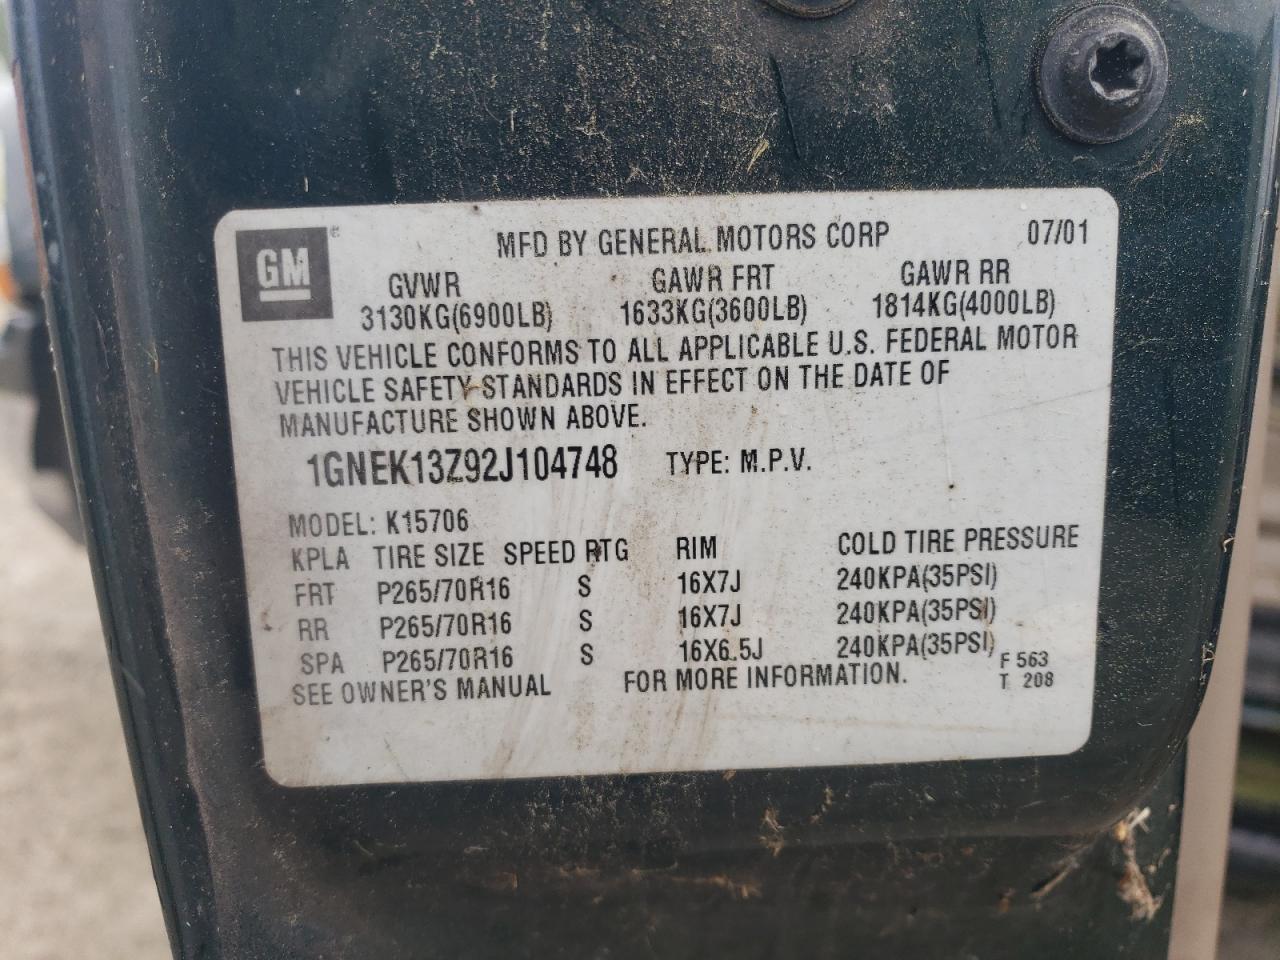 GM
MFD BY GENERAL MOTORS CORP 07/01
GVWR GAWR FRT GAWR RR
3130KG(6900LB) 1633KG(3600LB) 1814KG(4000LB)
THIS VEHICLE CONFORMS TO ALL APPLICABLE U.S. FEDERAL MOTOR
VEHICLE SAFETY STANDARDS IN EFFECT ON THE DATE OF
MANUFACTURE SHOWN ABOVE.
1GNEK13Z92J104748 TYPE: M.P.V.
MODEL: K15706
KPLA TIRE SIZE SPEED RTG RIM COLD TIRE PRESSURE
FRT P265/70R16 S 16X7J 240KPA(35PSI)
RR P265/70R16 S 16X7J 240KPA(35PSI)
SPA P265/70R16 S 16X6.5J 240KPA(35PSI)
SEE OWNER'S MANUAL FOR MORE INFORMATION.
F 563
T 208